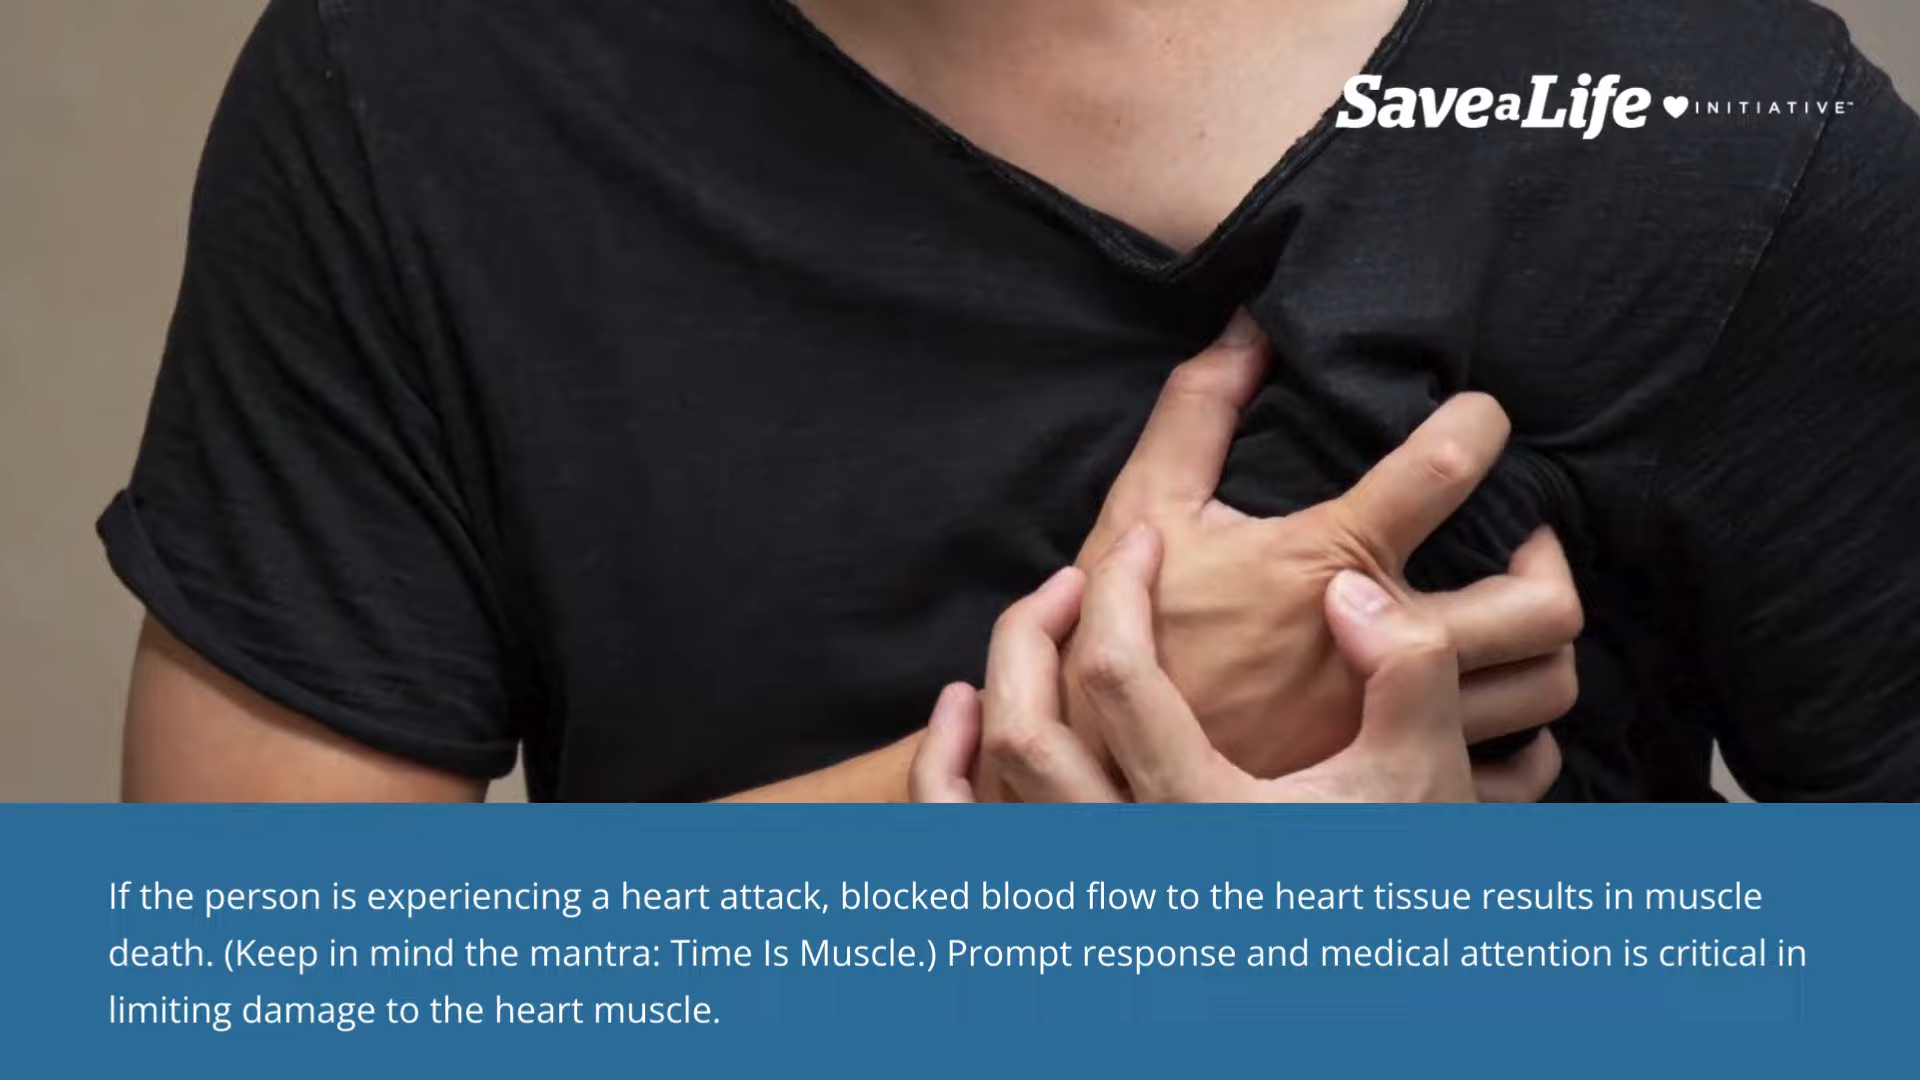 SaveaLife INITIATIVE™
If the person is experiencing a heart attack, blocked blood flow to the heart tissue results in muscle
death. (Keep in mind the mantra: Time Is Muscle.) Prompt response and medical attention is critical in
limiting damage to the heart muscle.